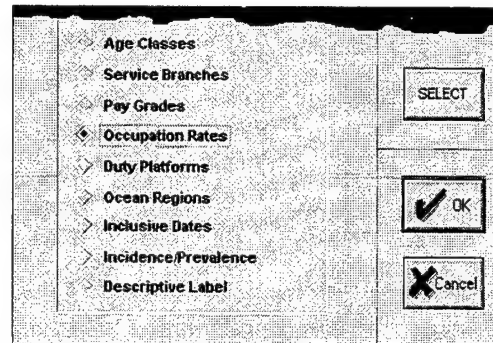 Age Classes
Service Branches
Pay Grades
Occupation Rates
Duty Platforms
Ocean Regions
Inclusive Dates
Incidence/Prevalence
Descriptive Label
SELECT
OK
Cancel